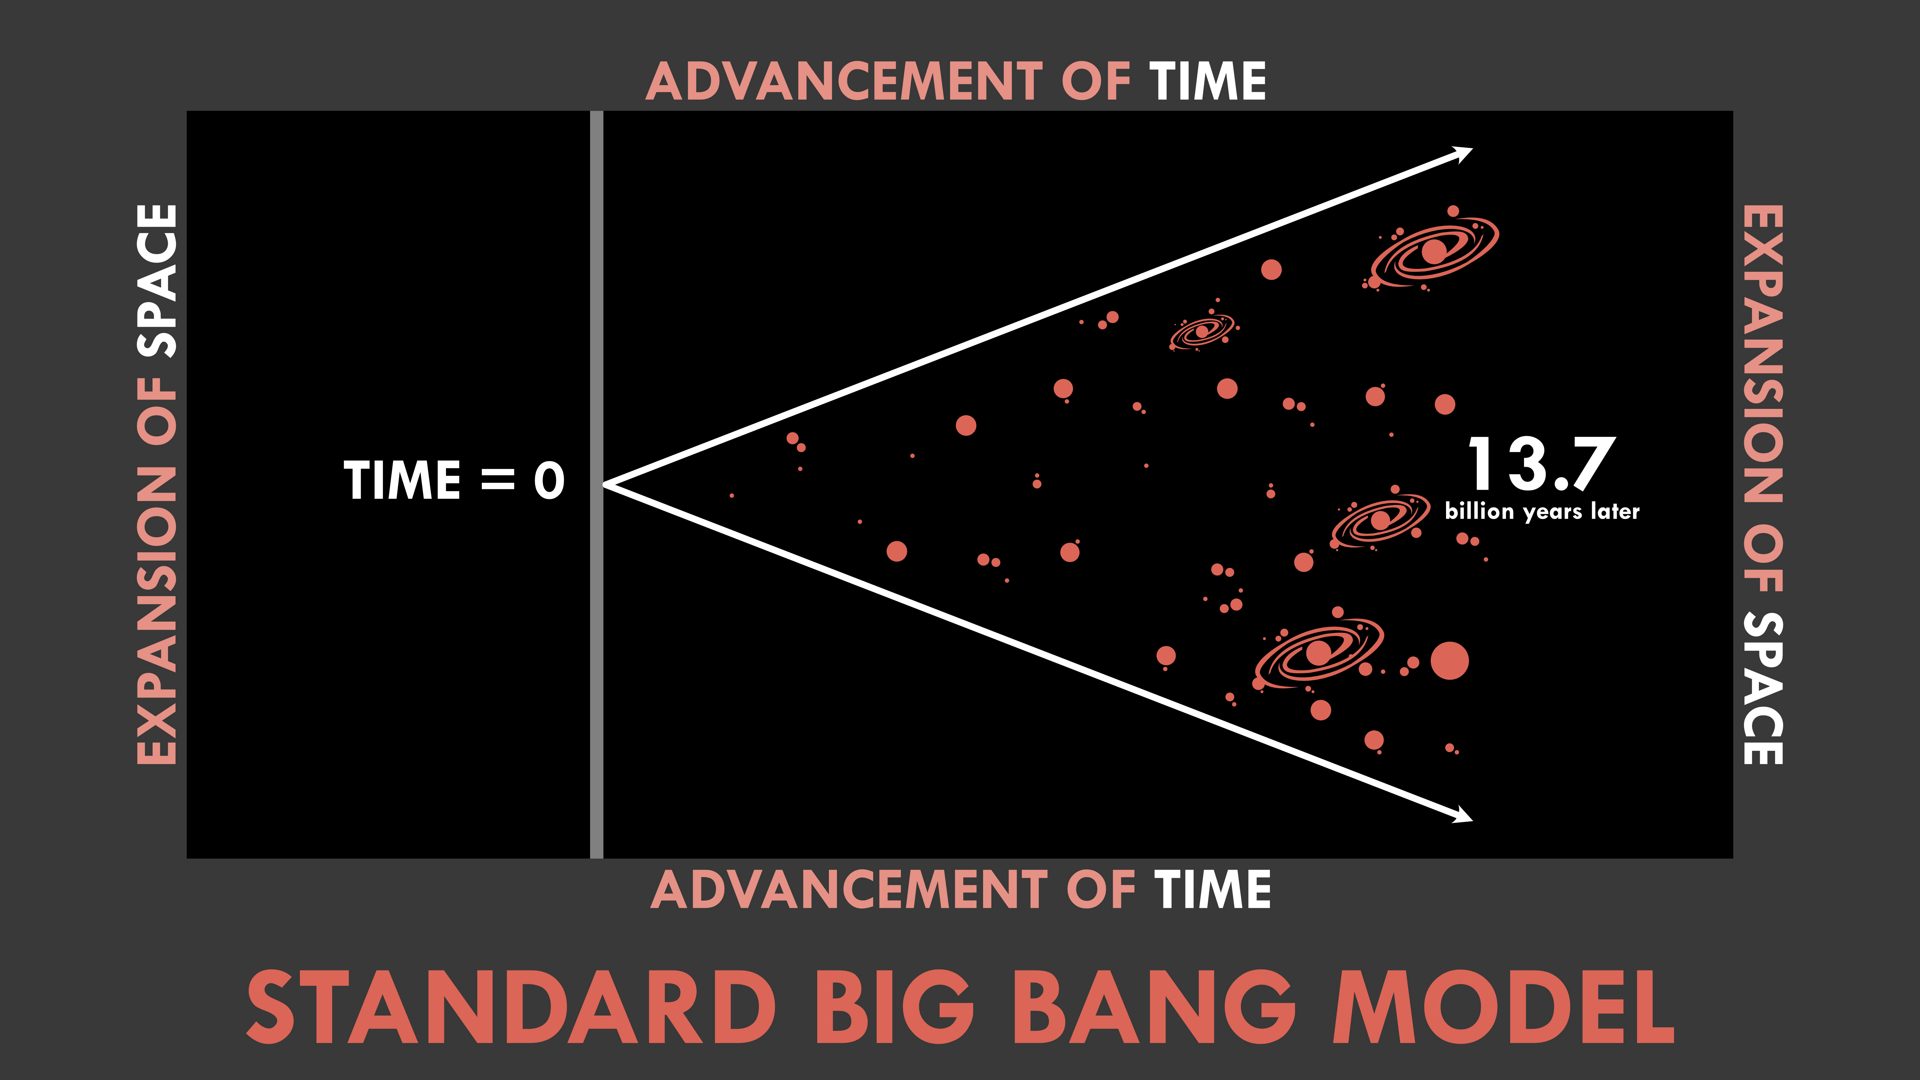 ADVANCEMENT OF TIME
EXPANSION OF SPACE
EXPANSION OF SPACE
TIME = 0
13.7
billion years later
ADVANCEMENT OF TIME
STANDARD BIG BANG MODEL